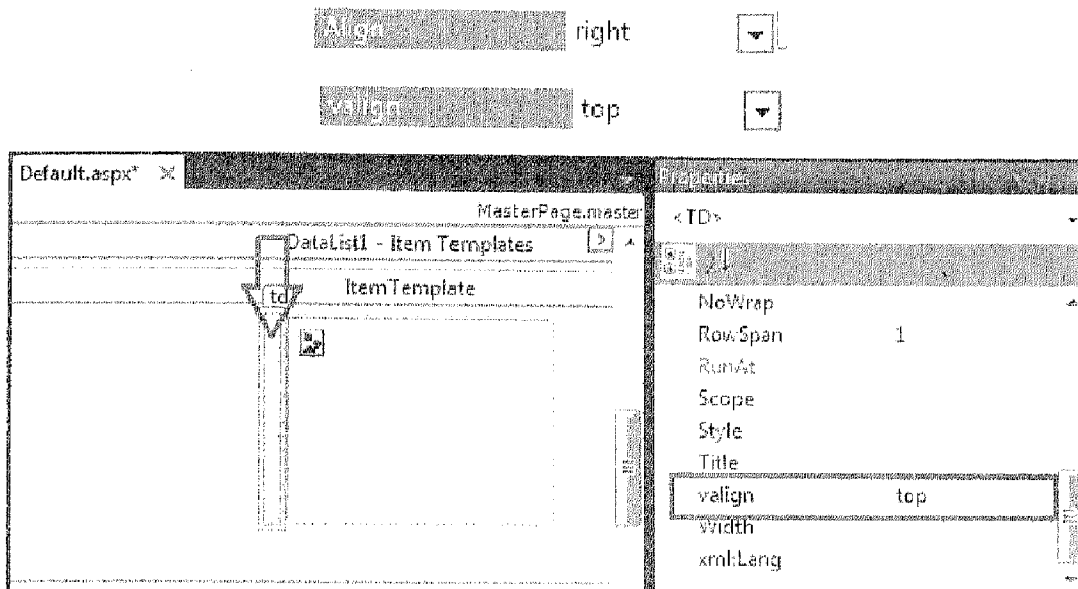 Align right
valign top
Default.aspx*
MasterPage.master
DataList1 - Item Templates
ItemTemplate
td
Properties
<TD>
NoWrap
RowSpan 1
RunAt
Scope
Style
Title
valign top
Width
xml:Lang